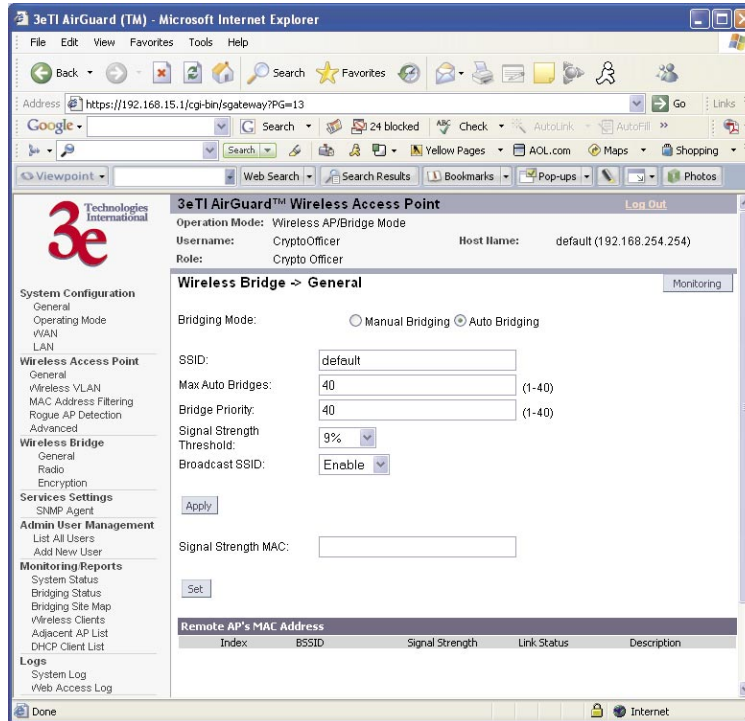 3eTI AirGuard (TM) - Microsoft Internet Explorer
File Edit View Favorites Tools Help
Back Search Favorites
Address https://192.168.15.1/cgi-bin/sgateway?PG=13 Go Links
Google Search 24 blocked ABC Check AutoLink AutoFill »
Search Yellow Pages AOL.com Maps Shopping
Viewpoint Web Search Search Results Bookmarks Pop-ups Photos
3e Technologies International
3eTI AirGuard™ Wireless Access Point Log Out
Operation Mode: Wireless AP/Bridge Mode
Username: CryptoOfficer Host Name: default (192.168.254.254)
Role: Crypto Officer
System Configuration
General
Operating Mode
WAN
LAN
Wireless Access Point
General
Wireless VLAN
MAC Address Filtering
Rogue AP Detection
Advanced
Wireless Bridge
General
Radio
Encryption
Services Settings
SNMP Agent
Admin User Management
List All Users
Add New User
Monitoring/Reports
System Status
Bridging Status
Bridging Site Map
Wireless Clients
Adjacent AP List
DHCP Client List
Logs
System Log
Web Access Log
Wireless Bridge -> General Monitoring
Bridging Mode: Manual Bridging Auto Bridging
SSID: default
Max Auto Bridges: 40 (1-40)
Bridge Priority: 40 (1-40)
Signal Strength Threshold: 9%
Broadcast SSID: Enable
Apply
Signal Strength MAC:
Set
Remote AP's MAC Address
Index BSSID Signal Strength Link Status Description
Done Internet